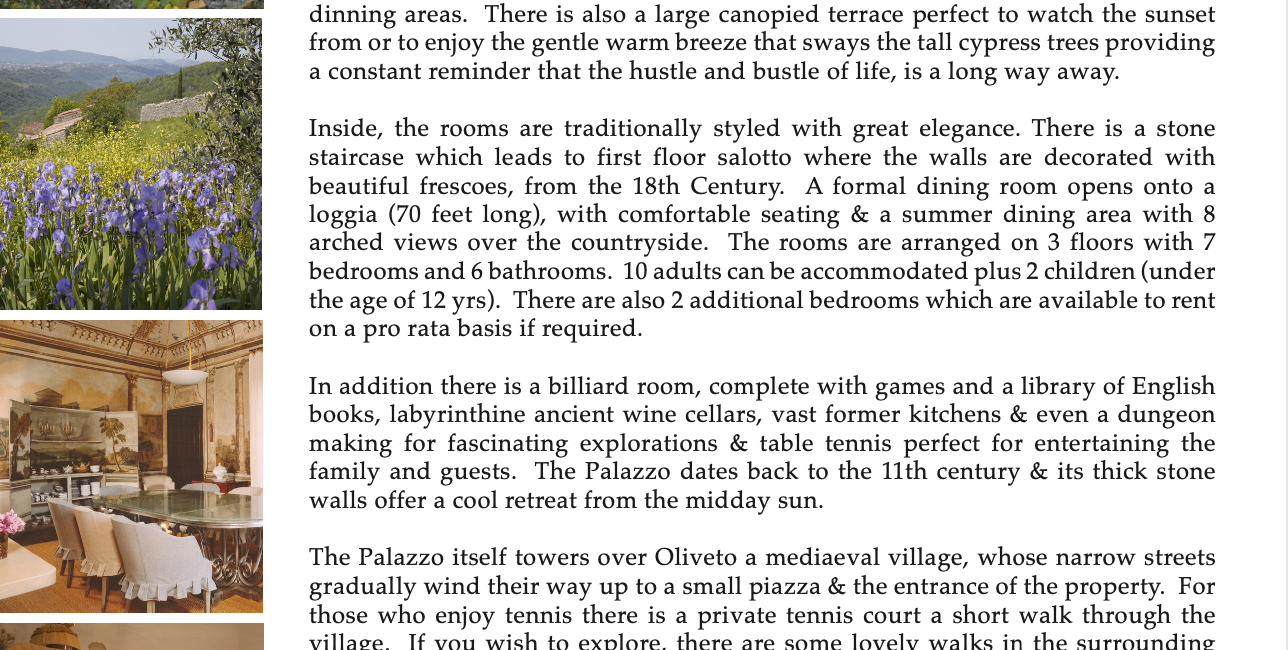 dinning areas.  There is also a large canopied terrace perfect to watch the sunset
from or to enjoy the gentle warm breeze that sways the tall cypress trees providing
a constant reminder that the hustle and bustle of life, is a long way away.
Inside, the rooms are traditionally styled with great elegance. There is a stone
staircase which leads to first floor salotto where the walls are decorated with
beautiful frescoes, from the 18th Century.  A formal dining room opens onto a
loggia (70 feet long), with comfortable seating & a summer dining area with 8
arched views over the countryside.  The rooms are arranged on 3 floors with 7
bedrooms and 6 bathrooms.  10 adults can be accommodated plus 2 children (under
the age of 12 yrs).  There are also 2 additional bedrooms which are available to rent
on a pro rata basis if required.
In addition there is a billiard room, complete with games and a library of English
books, labyrinthine ancient wine cellars, vast former kitchens & even a dungeon
making for fascinating explorations & table tennis perfect for entertaining the
family and guests.  The Palazzo dates back to the 11th century & its thick stone
walls offer a cool retreat from the midday sun.
The Palazzo itself towers over Oliveto a mediaeval village, whose narrow streets
gradually wind their way up to a small piazza & the entrance of the property.  For
those who enjoy tennis there is a private tennis court a short walk through the
village.  If you wish to explore, there are some lovely walks in the surrounding